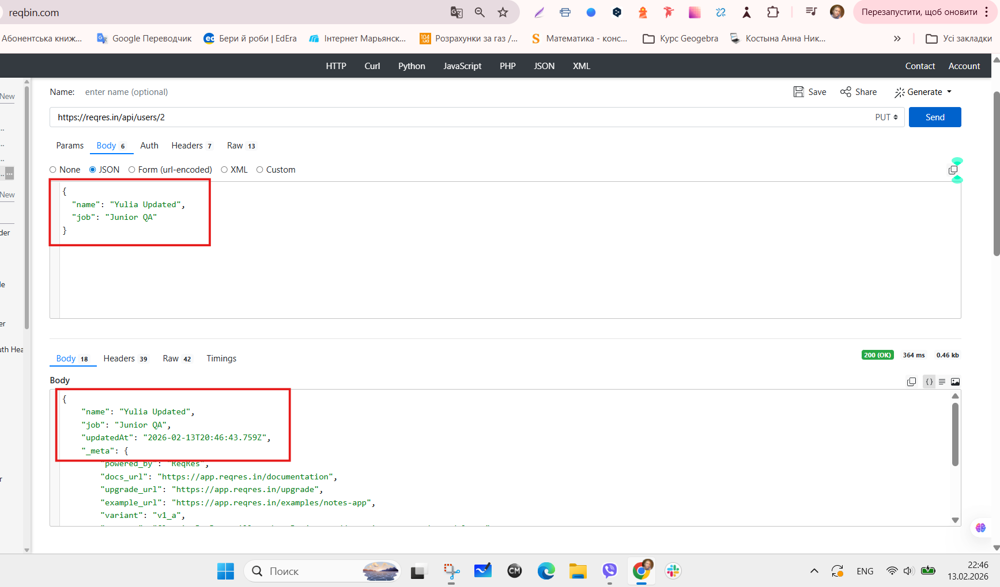 reqbin.com
Перезапустити, щоб оновити
Абонентська книж...
Google Переводчик
Бери й роби | EdEra
Інтернет Марьянск...
Розрахунки за газ /...
Математика - конс...
Курс Geogebra
Костына Анна Ник...
»
Усі закладки
HTTP Curl Python JavaScript PHP JSON XML
Contact Account
New
Name: enter name (optional)
Save Share Generate
https://reqres.in/api/users/2
PUT
Send
Params Body 6 Auth Headers 7 Raw 13
None JSON Form (url-encoded) XML Custom
{
"name": "Yulia Updated",
"job": "Junior QA"
}
New
der
le
er
uth Hea
r
Body 18 Headers 39 Raw 42 Timings
200 (OK) 364 ms 0.46 kb
Body
{}
{
"name": "Yulia Updated",
"job": "Junior QA",
"updatedAt": "2026-02-13T20:46:43.759Z",
"_meta": {
"powered_by": "ReqRes",
"docs_url": "https://app.reqres.in/documentation",
"upgrade_url": "https://app.reqres.in/upgrade",
"example_url": "https://app.reqres.in/examples/notes-app",
"variant": "v1_a",
Поиск
CM
ENG
22:46
13.02.2026